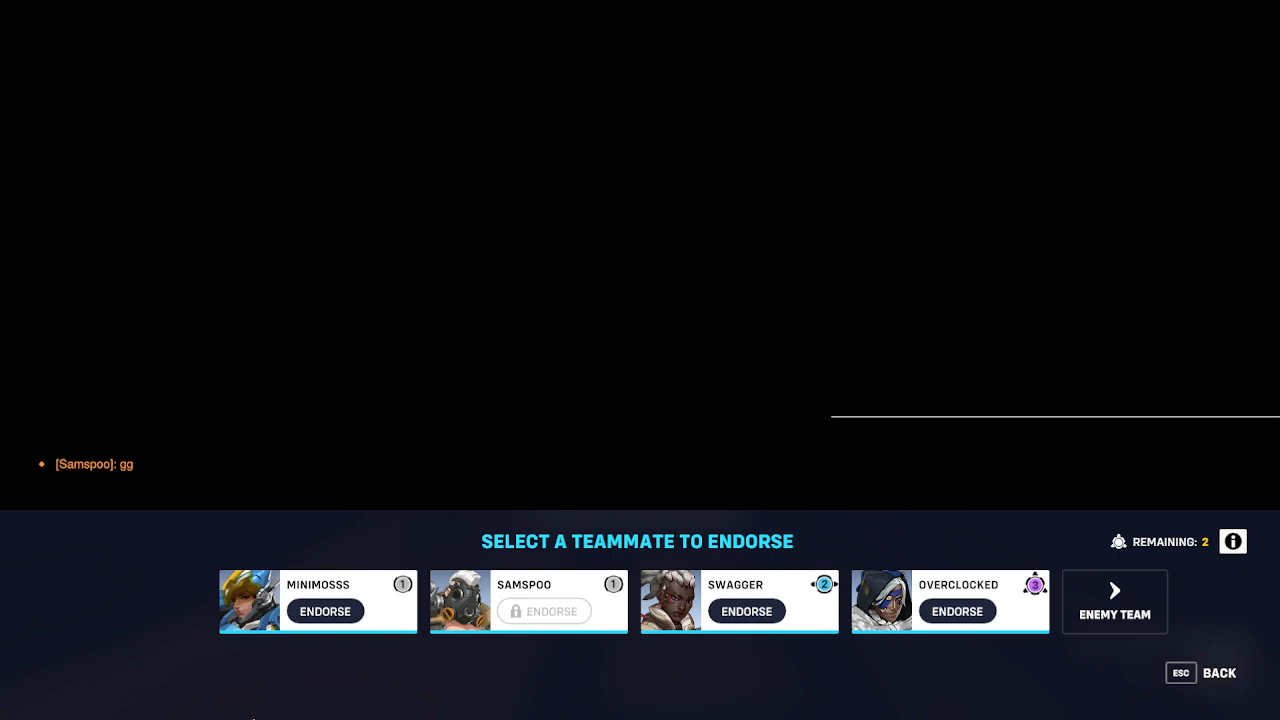 [Samspoo]: gg
SELECT A TEAMMATE TO ENDORSE
REMAINING: 2
MINIMOSSS 1
ENDORSE
SAMSPOO 1
ENDORSE
SWAGGER 2
ENDORSE
OVERCLOCKED 3
ENDORSE
ENEMY TEAM
ESC BACK